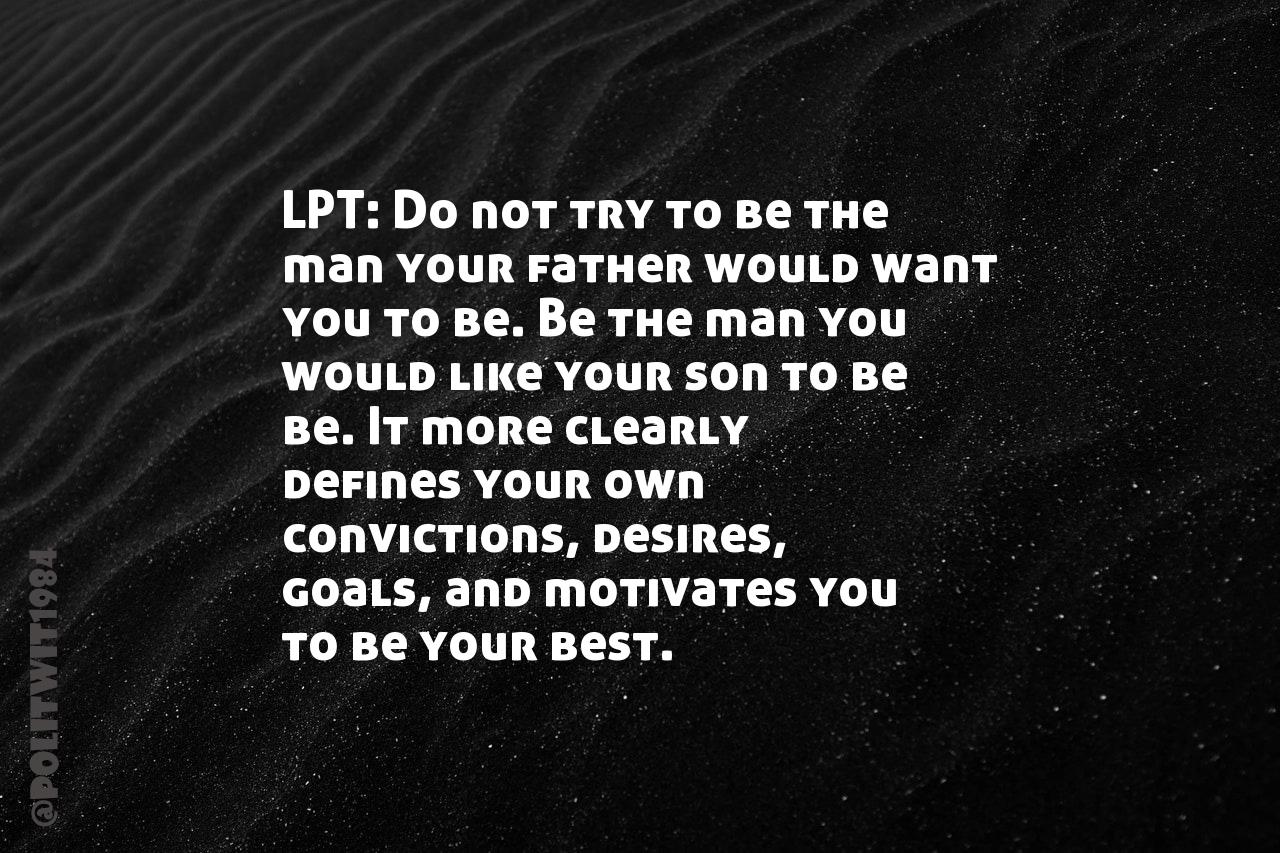 LPT: Do not try to be the
man your father would want
you to be. Be the man you
would like your son to be
be. It more clearly
defines your own
convictions, desires,
goals, and motivates you
to be your best.
@POLITWIT1984